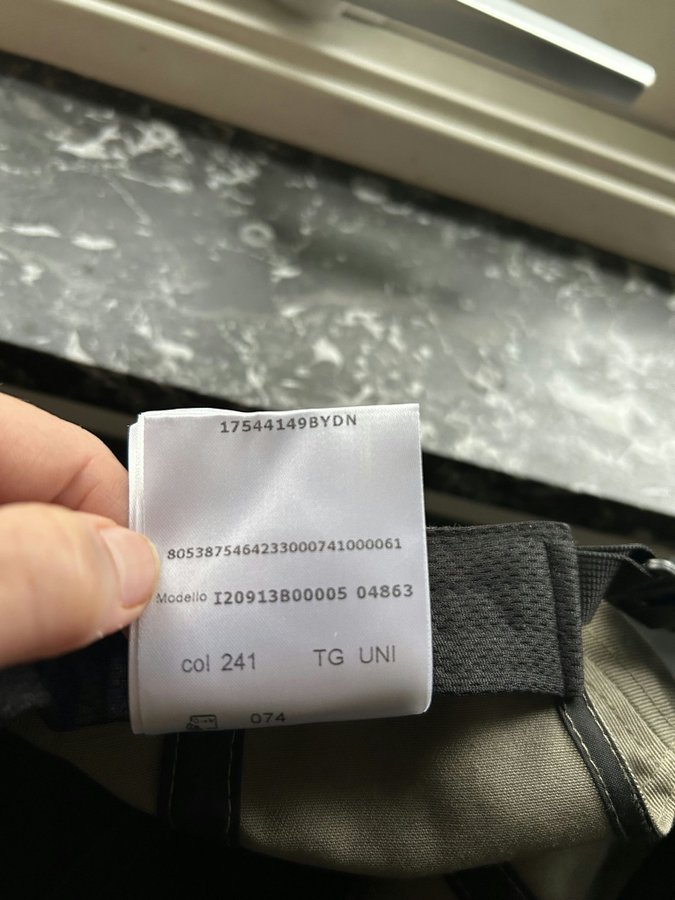 17544149BYDN
8053875464233000741000061
Modello I20913B00005 04863
col 241 TG UNI
074